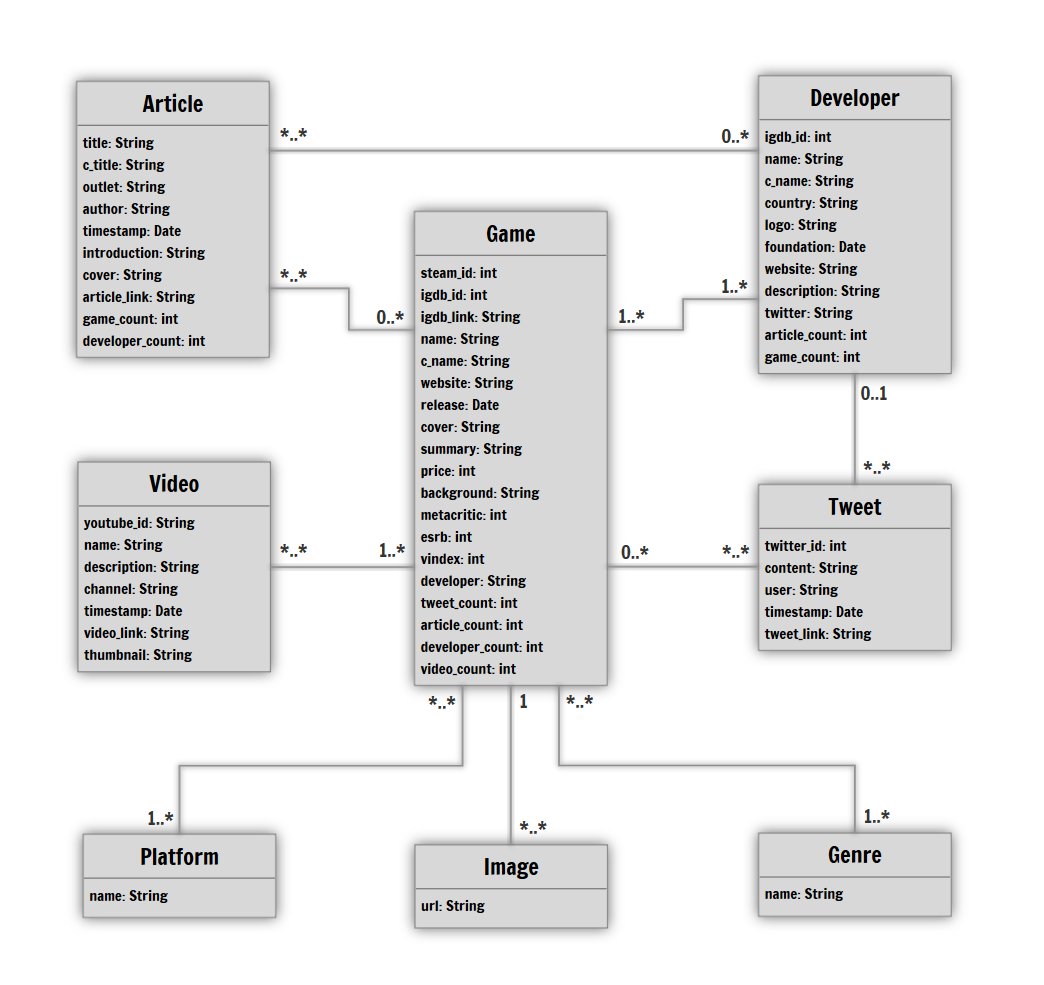 Article
title: String
c_title: String
outlet: String
author: String
timestamp: Date
introduction: String
cover: String
article_link: String
game_count: int
developer_count: int
*..*
0..*
Developer
igdb_id: int
name: String
c_name: String
country: String
logo: String
foundation: Date
website: String
description: String
twitter: String
article_count: int
game_count: int
*..*
0..*
Game
steam_id: int
igdb_id: int
igdb_link: String
name: String
c_name: String
website: String
release: Date
cover: String
summary: String
price: int
background: String
metacritic: int
esrb: int
vindex: int
developer: String
tweet_count: int
article_count: int
developer_count: int
video_count: int
1..*
1..*
0..1
*..*
Video
youtube_id: String
name: String
description: String
channel: String
timestamp: Date
video_link: String
thumbnail: String
*..*
1..*
0..*
*..*
Tweet
twitter_id: int
content: String
user: String
timestamp: Date
tweet_link: String
*..*
1
*..*
1..*
*..*
1..*
Platform
name: String
Image
url: String
Genre
name: String